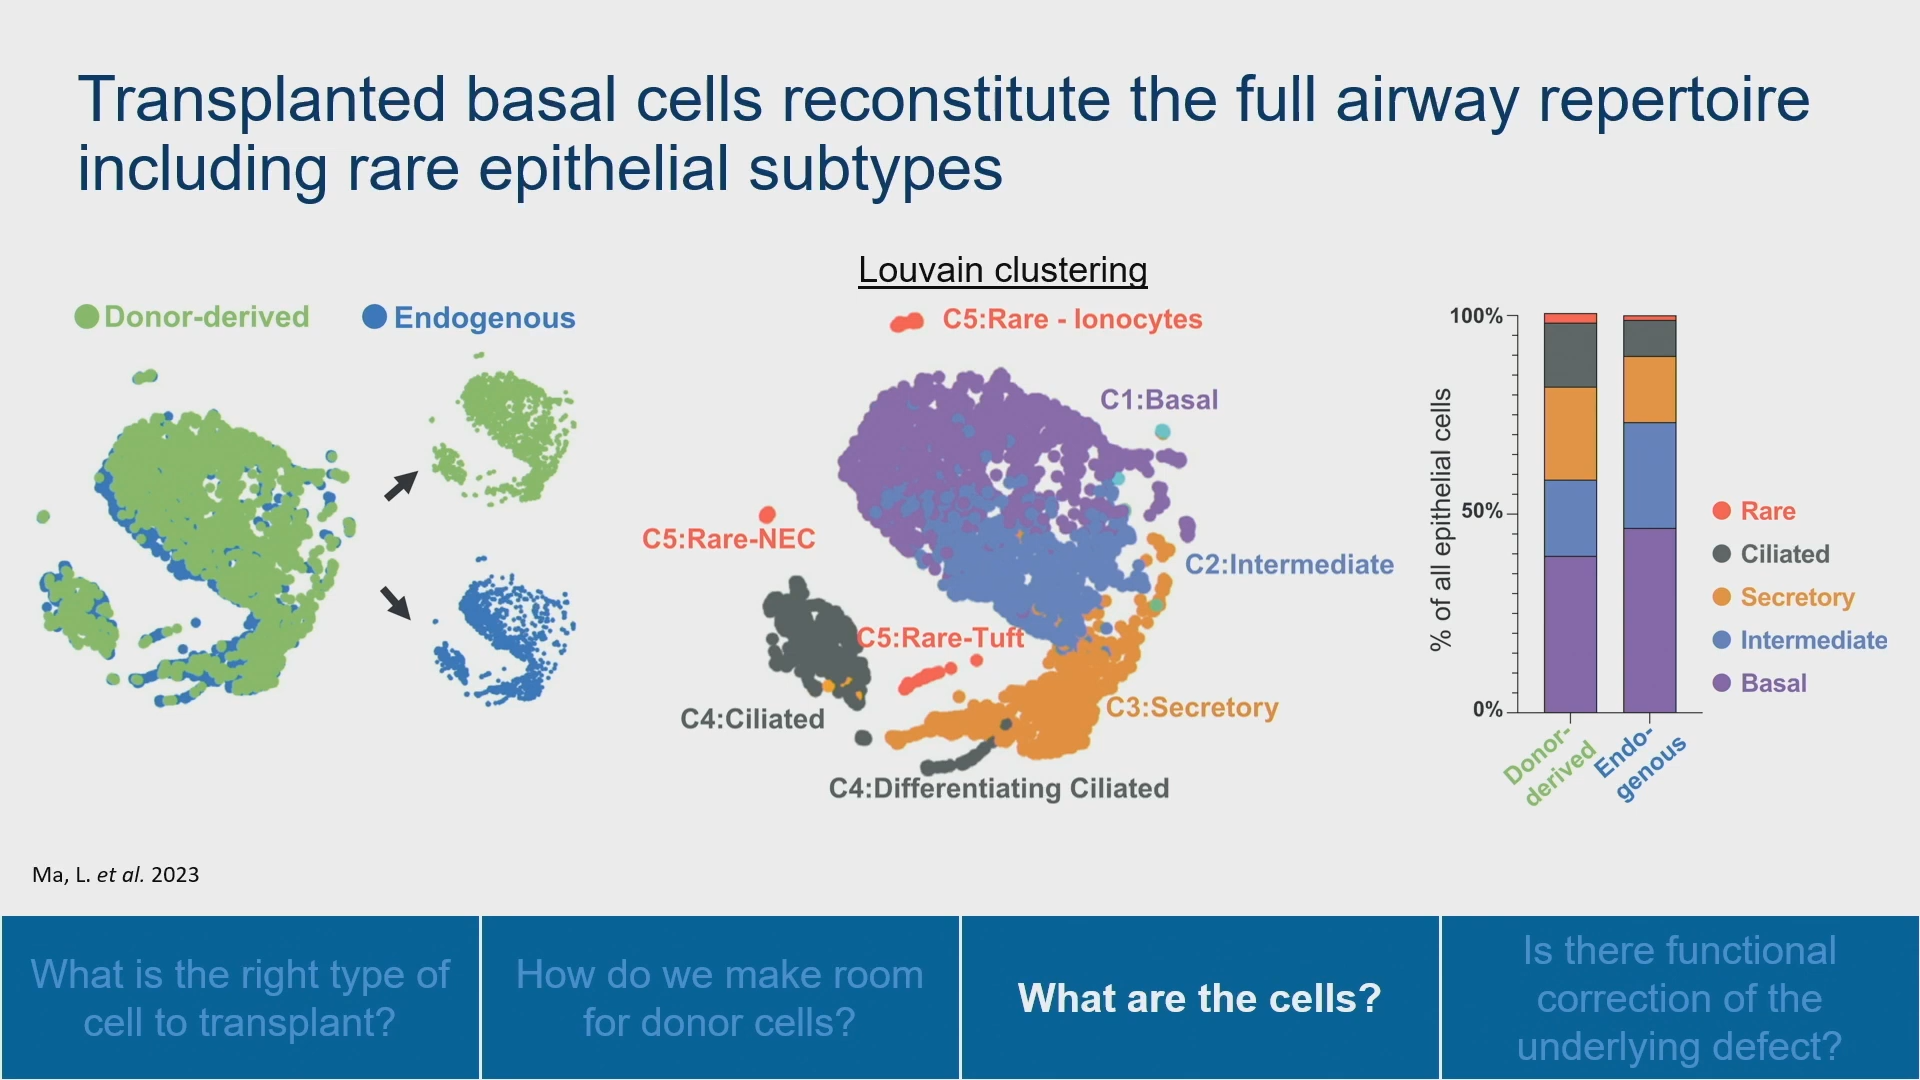 Transplanted basal cells reconstitute the full airway repertoire
including rare epithelial subtypes
Louvain clustering
Donor-derived
Endogenous
C5:Rare - Ionocytes
C1:Basal
C5:Rare-NEC
C2:Intermediate
C5:Rare-Tuft
C4:Ciliated
C3:Secretory
C4:Differentiating Ciliated
% of all epithelial cells
100%
50%
0%
Donor-
derived
Endo-
genous
Rare
Ciliated
Secretory
Intermediate
Basal
Ma, L. et al. 2023
What is the right type of
cell to transplant?
How do we make room
for donor cells?
What are the cells?
Is there functional
correction of the
underlying defect?